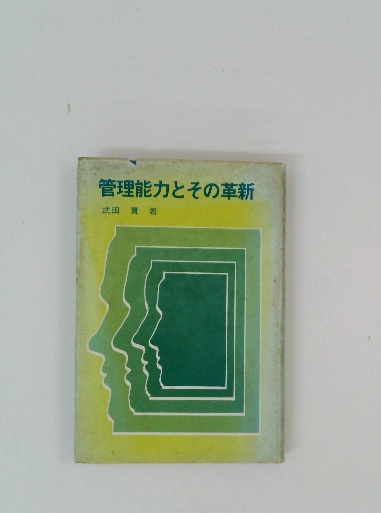 管理能力とその革新
武田 實 著